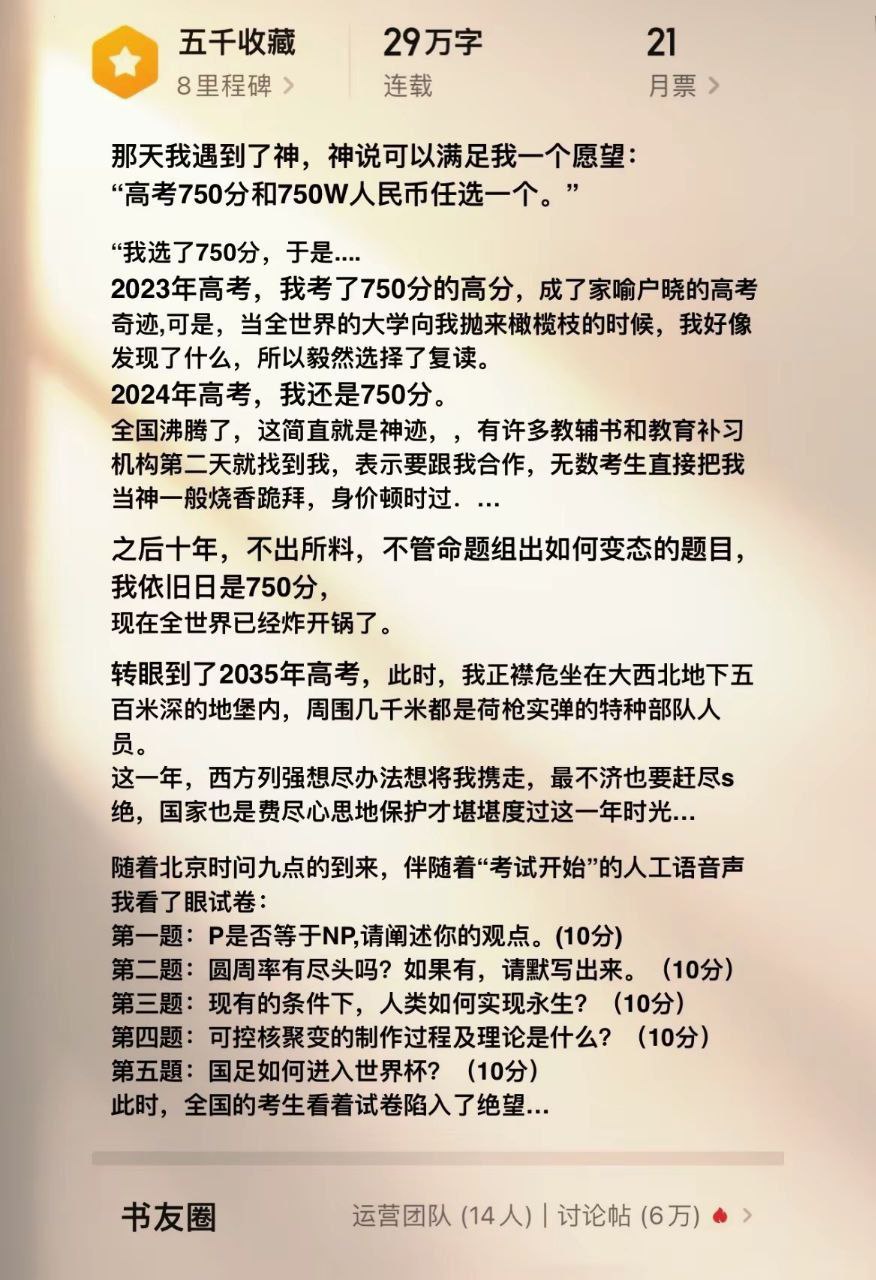 五千收藏 29万字 21
8里程碑 > 连载 月票 >
那天我遇到了神，神说可以满足我一个愿望：
“高考750分和750W人民币任选一个。”
“我选了750分，于是....
2023年高考，我考了750分的高分，成了家喻户晓的高考
奇迹,可是，当全世界的大学向我抛来橄榄枝的时候，我好像
发现了什么，所以毅然选择了复读。
2024年高考，我还是750分。
全国沸腾了，这简直就是神迹，，有许多教辅书和教育补习
机构第二天就找到我，表示要跟我合作，无数考生直接把我
当神一般烧香跪拜，身价顿时过．…
之后十年，不出所料，不管命题组出如何变态的题目，
我依旧日是750分，
现在全世界已经炸开锅了。
转眼到了2035年高考，此时，我正襟危坐在大西北地下五
百米深的地堡内，周围几千米都是荷枪实弹的特种部队人
员。
这一年，西方列强想尽办法想将我携走，最不济也要赶尽s
绝，国家也是费尽心思地保护才堪堪度过这一年时光...
随着北京时问九点的到来，伴随着“考试开始”的人工语音声
我看了眼试卷：
第一题：P是否等于NP,请阐述你的观点。(10分)
第二题：圆周率有尽头吗？如果有，请默写出来。（10分）
第三题：现有的条件下，人类如何实现永生？（10分）
第四题：可控核聚变的制作过程及理论是什么？（10分）
第五題：国足如何进入世界杯？（10分）
此时，全国的考生看着试卷陷入了绝望...
书友圈 运营团队 (14人) | 讨论帖 (6万) >